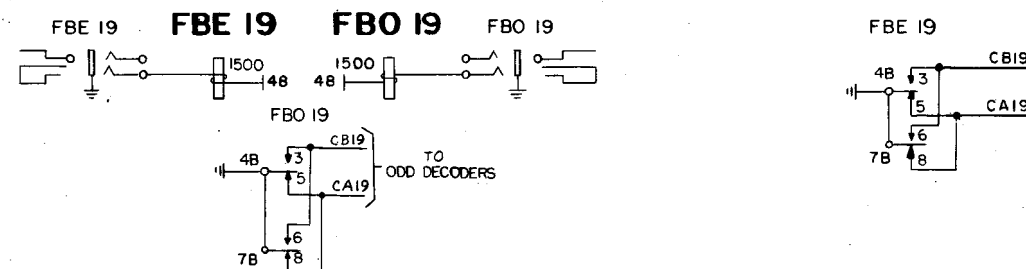 FBE 19 FBE 19 FBO 19 FBO 19 FBE 19
1500 48 1500 48
FBO 19
4B 3 CB19
5 CA19
TO
ODD DECODERS
7B 6
8
4B 3 CB19
5 CA19
7B 6
8